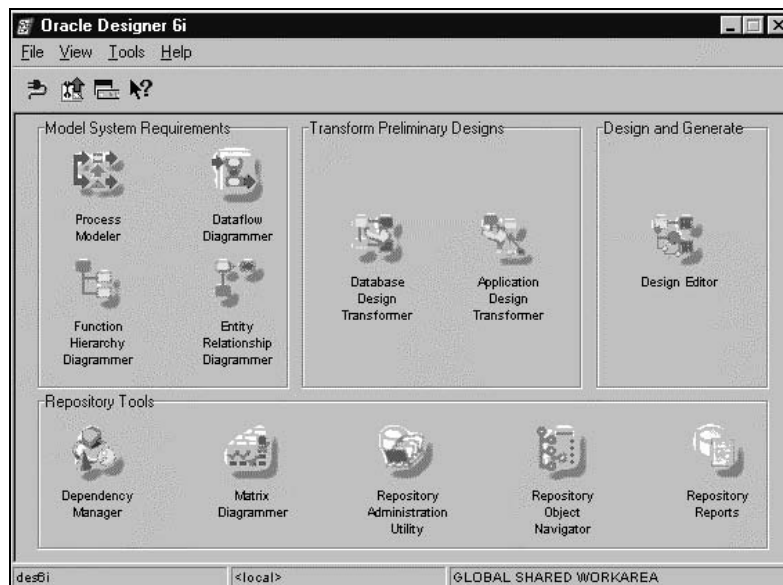 Oracle Designer 6i
File View Tools Help
Model System Requirements
Process
Modeler
Dataflow
Diagrammer
Function
Hierarchy
Diagrammer
Entity
Relationship
Diagrammer
Transform Preliminary Designs
Database
Design
Transformer
Application
Design
Transformer
Design and Generate
Design Editor
Repository Tools
Dependency
Manager
Matrix
Diagrammer
Repository
Administration
Utility
Repository
Object
Navigator
Repository
Reports
des6i
<local>
GLOBAL SHARED WORKAREA